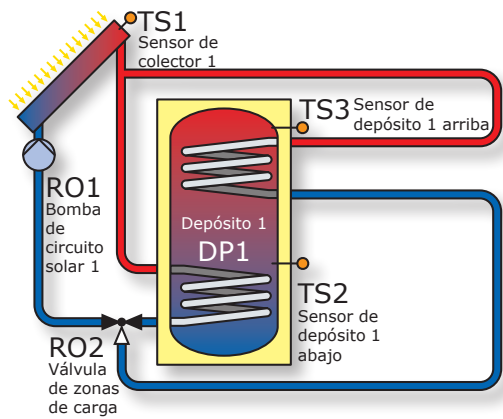 TS1
Sensor de
colector 1
TS3
Sensor de
depósito 1 arriba
RO1
Bomba
de
circuito
solar 1
Depósito 1
DP1
TS2
Sensor de
depósito 1
abajo
RO2
Válvula
de zonas
de carga